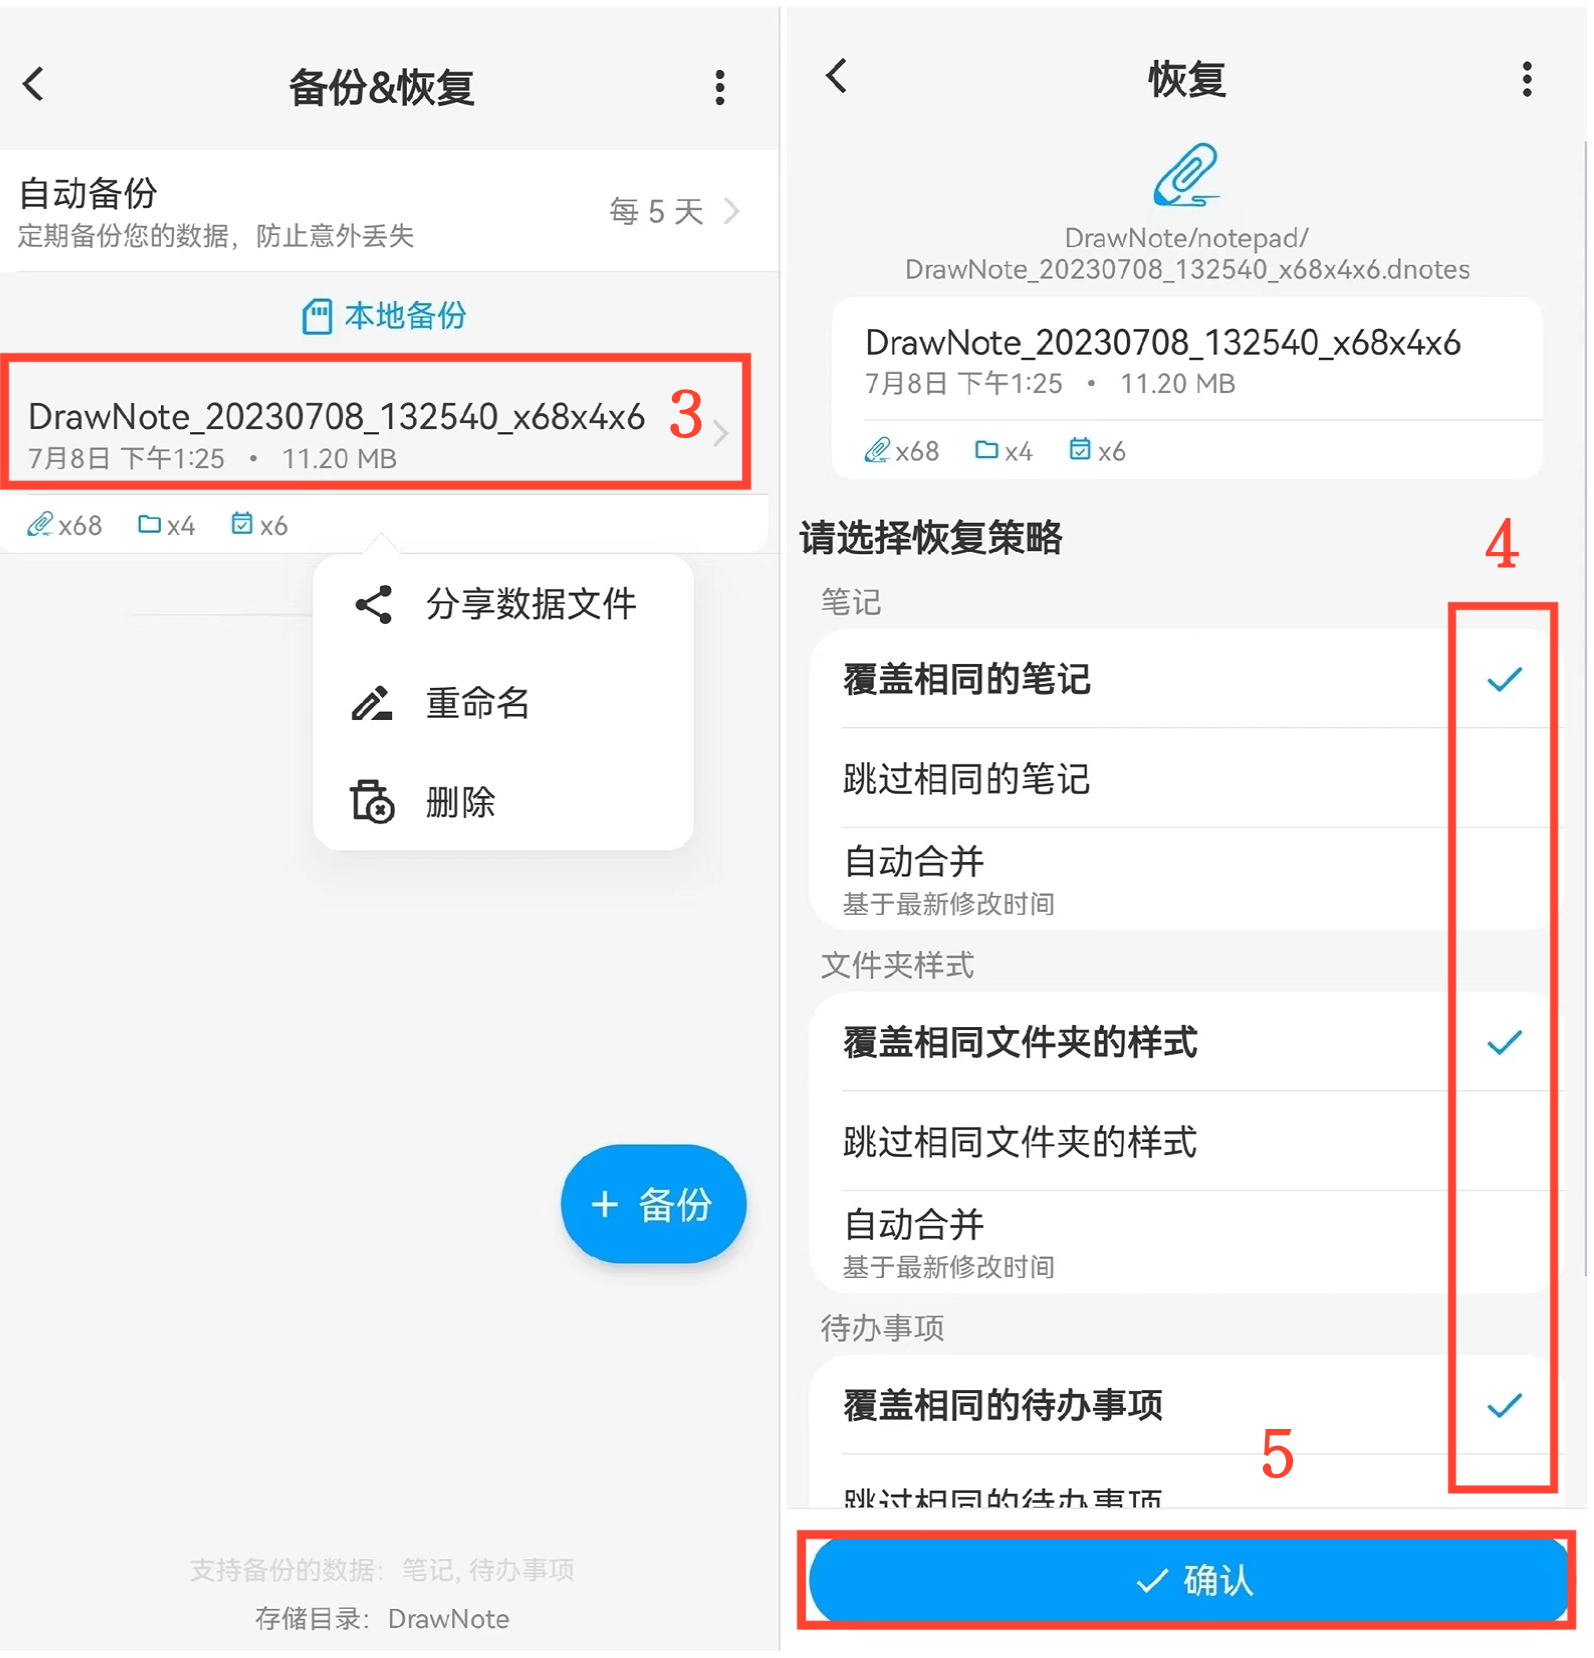 备份&恢复
自动备份
定期备份您的数据，防止意外丢失
每 5 天
本地备份
DrawNote_20230708_132540_x68x4x6
3
7月8日 下午1:25 • 11.20 MB
x68 x4 x6
分享数据文件
重命名
删除
+ 备份
支持备份的数据：笔记, 待办事项
存储目录：DrawNote
恢复
DrawNote/notepad/
DrawNote_20230708_132540_x68x4x6.dnotes
DrawNote_20230708_132540_x68x4x6
7月8日 下午1:25 • 11.20 MB
x68 x4 x6
请选择恢复策略
4
笔记
覆盖相同的笔记
跳过相同的笔记
自动合并
基于最新修改时间
文件夹样式
覆盖相同文件夹的样式
跳过相同文件夹的样式
自动合并
基于最新修改时间
待办事项
覆盖相同的待办事项
5
跳过相同的待办事项
确认